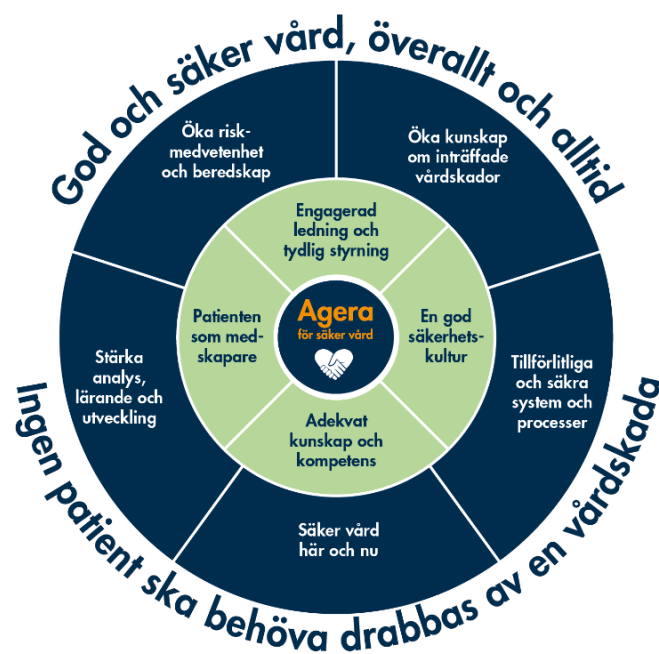 God och säker vård, överallt och alltid
Öka risk-
medvetenhet
och beredskap
Öka kunskap
om inträffade
vårdskador
Engagerad
ledning och
tydlig styrning
Patienten
som med-
skapare
Agera
för säker vård
En god
säkerhets-
kultur
Stärka
analys,
lärande och
utveckling
Tillförlitliga
och säkra
system och
processer
Adekvat
kunskap och
kompetens
Säker vård
här och nu
Ingen patient ska behöva drabbas av en vårdskada